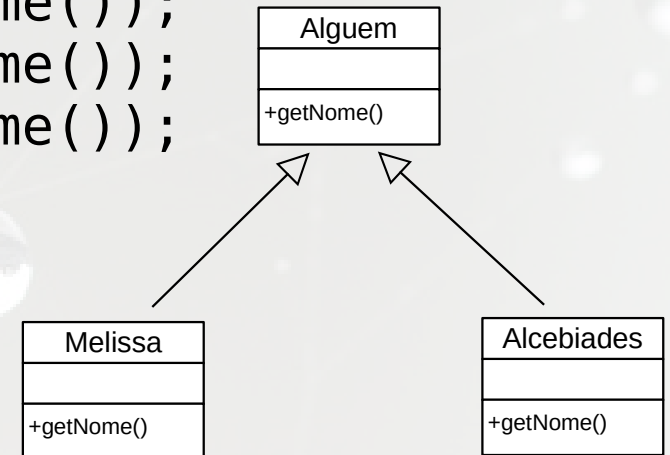 me());
me());
me());
Alguem
+getNome()
Melissa
+getNome()
Alcebiades
+getNome()